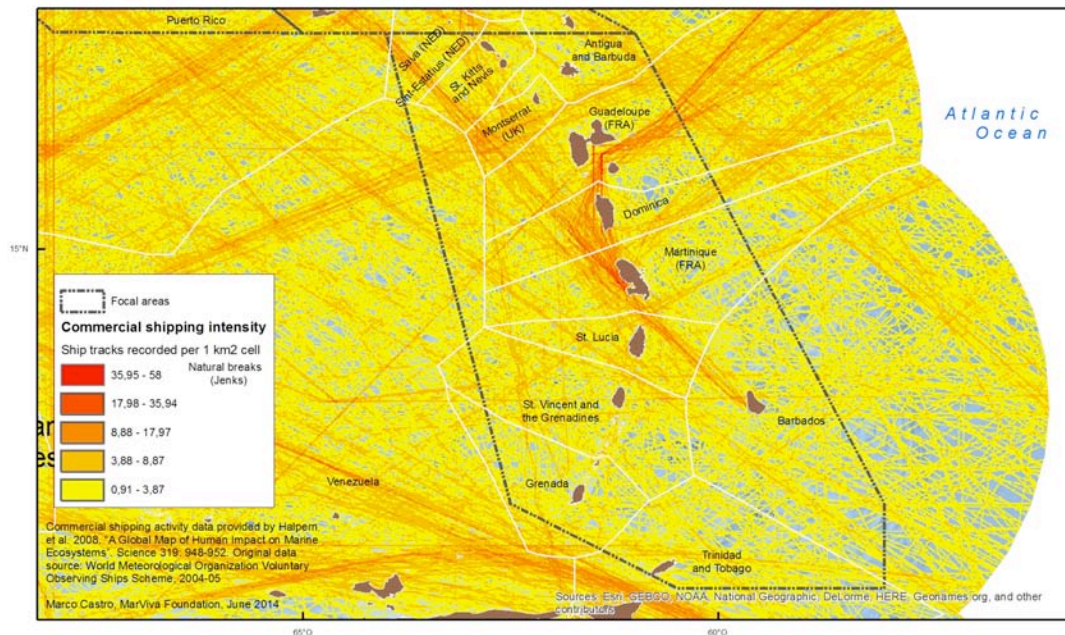 Puerto Rico
Sava (NED)
Sint-Estatius (NED)
St. Kitts
and Nevis
Antigua
and Barbuda
Montserrat
(UK)
Guadeloupe
(FRA)
Atlantic
Ocean
Dominica
15°N
Martinique
(FRA)
Focal areas
Commercial shipping intensity
Ship tracks recorded per 1 km2 cell
Natural breaks
(Jenks)
35,95 - 58
17,98 - 35,94
8,88 - 17,97
3,88 - 8,87
0,91 - 3,87
St. Lucia
St. Vincent and
the Grenadines
Barbados
Venezuela
Grenada
Trinidad
and Tobago
Commercial shipping activity data provided by Halpern
et al. 2008. "A Global Map of Human Impact on Marine
Ecosystems". Science 319: 948-952. Original data
source: World Meteorological Organization Voluntary
Observing Ships Scheme, 2004-05
Marco Castro, MarViva Foundation, June 2014
Sources: Esri, GEBCO, NOAA, National Geographic, DeLorme, HERE, Geonames.org, and other
contributors
65°O
60°O